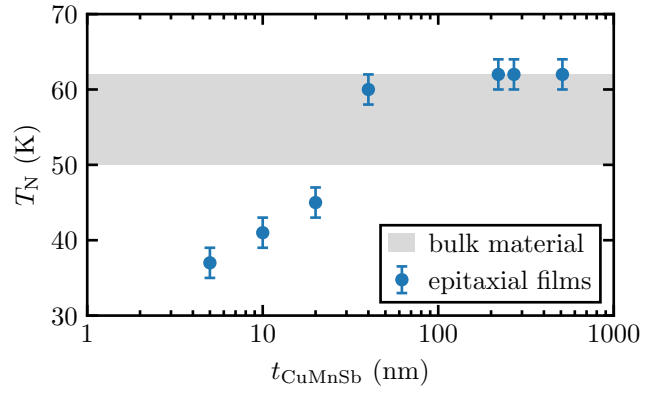 70
60
50
40
30
T_N (K)
1
10
100
1000
t_CuMnSb (nm)
bulk material
epitaxial films